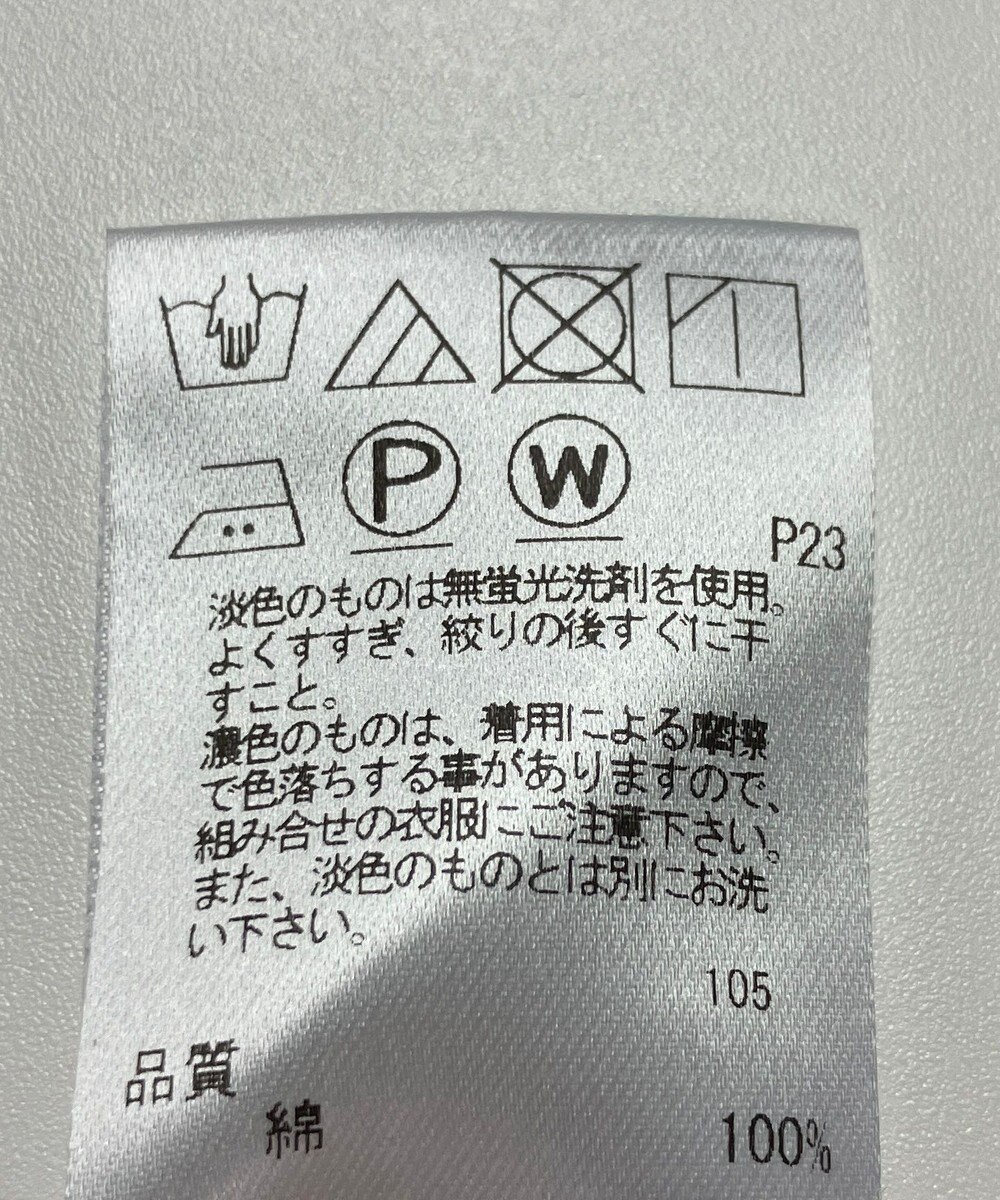 P
W
P23
淡色のものは無蛍光洗剤を使用。
よくすすぎ、絞りの後すぐに干
すこと。
濃色のものは、着用による摩擦
で色落ちする事がありますので、
組み合せの衣服にご注意下さい。
また、淡色のものとは別にお洗
い下さい。
105
品質
綿 100%